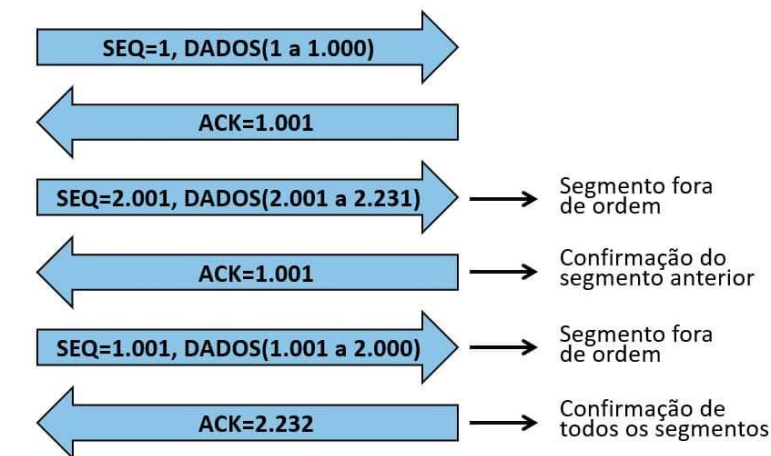 SEQ=1, DADOS(1 a 1.000)
ACK=1.001
SEQ=2.001, DADOS(2.001 a 2.231)
Segmento fora
de ordem
ACK=1.001
Confirmação do
segmento anterior
SEQ=1.001, DADOS(1.001 a 2.000)
Segmento fora
de ordem
ACK=2.232
Confirmação de
todos os segmentos